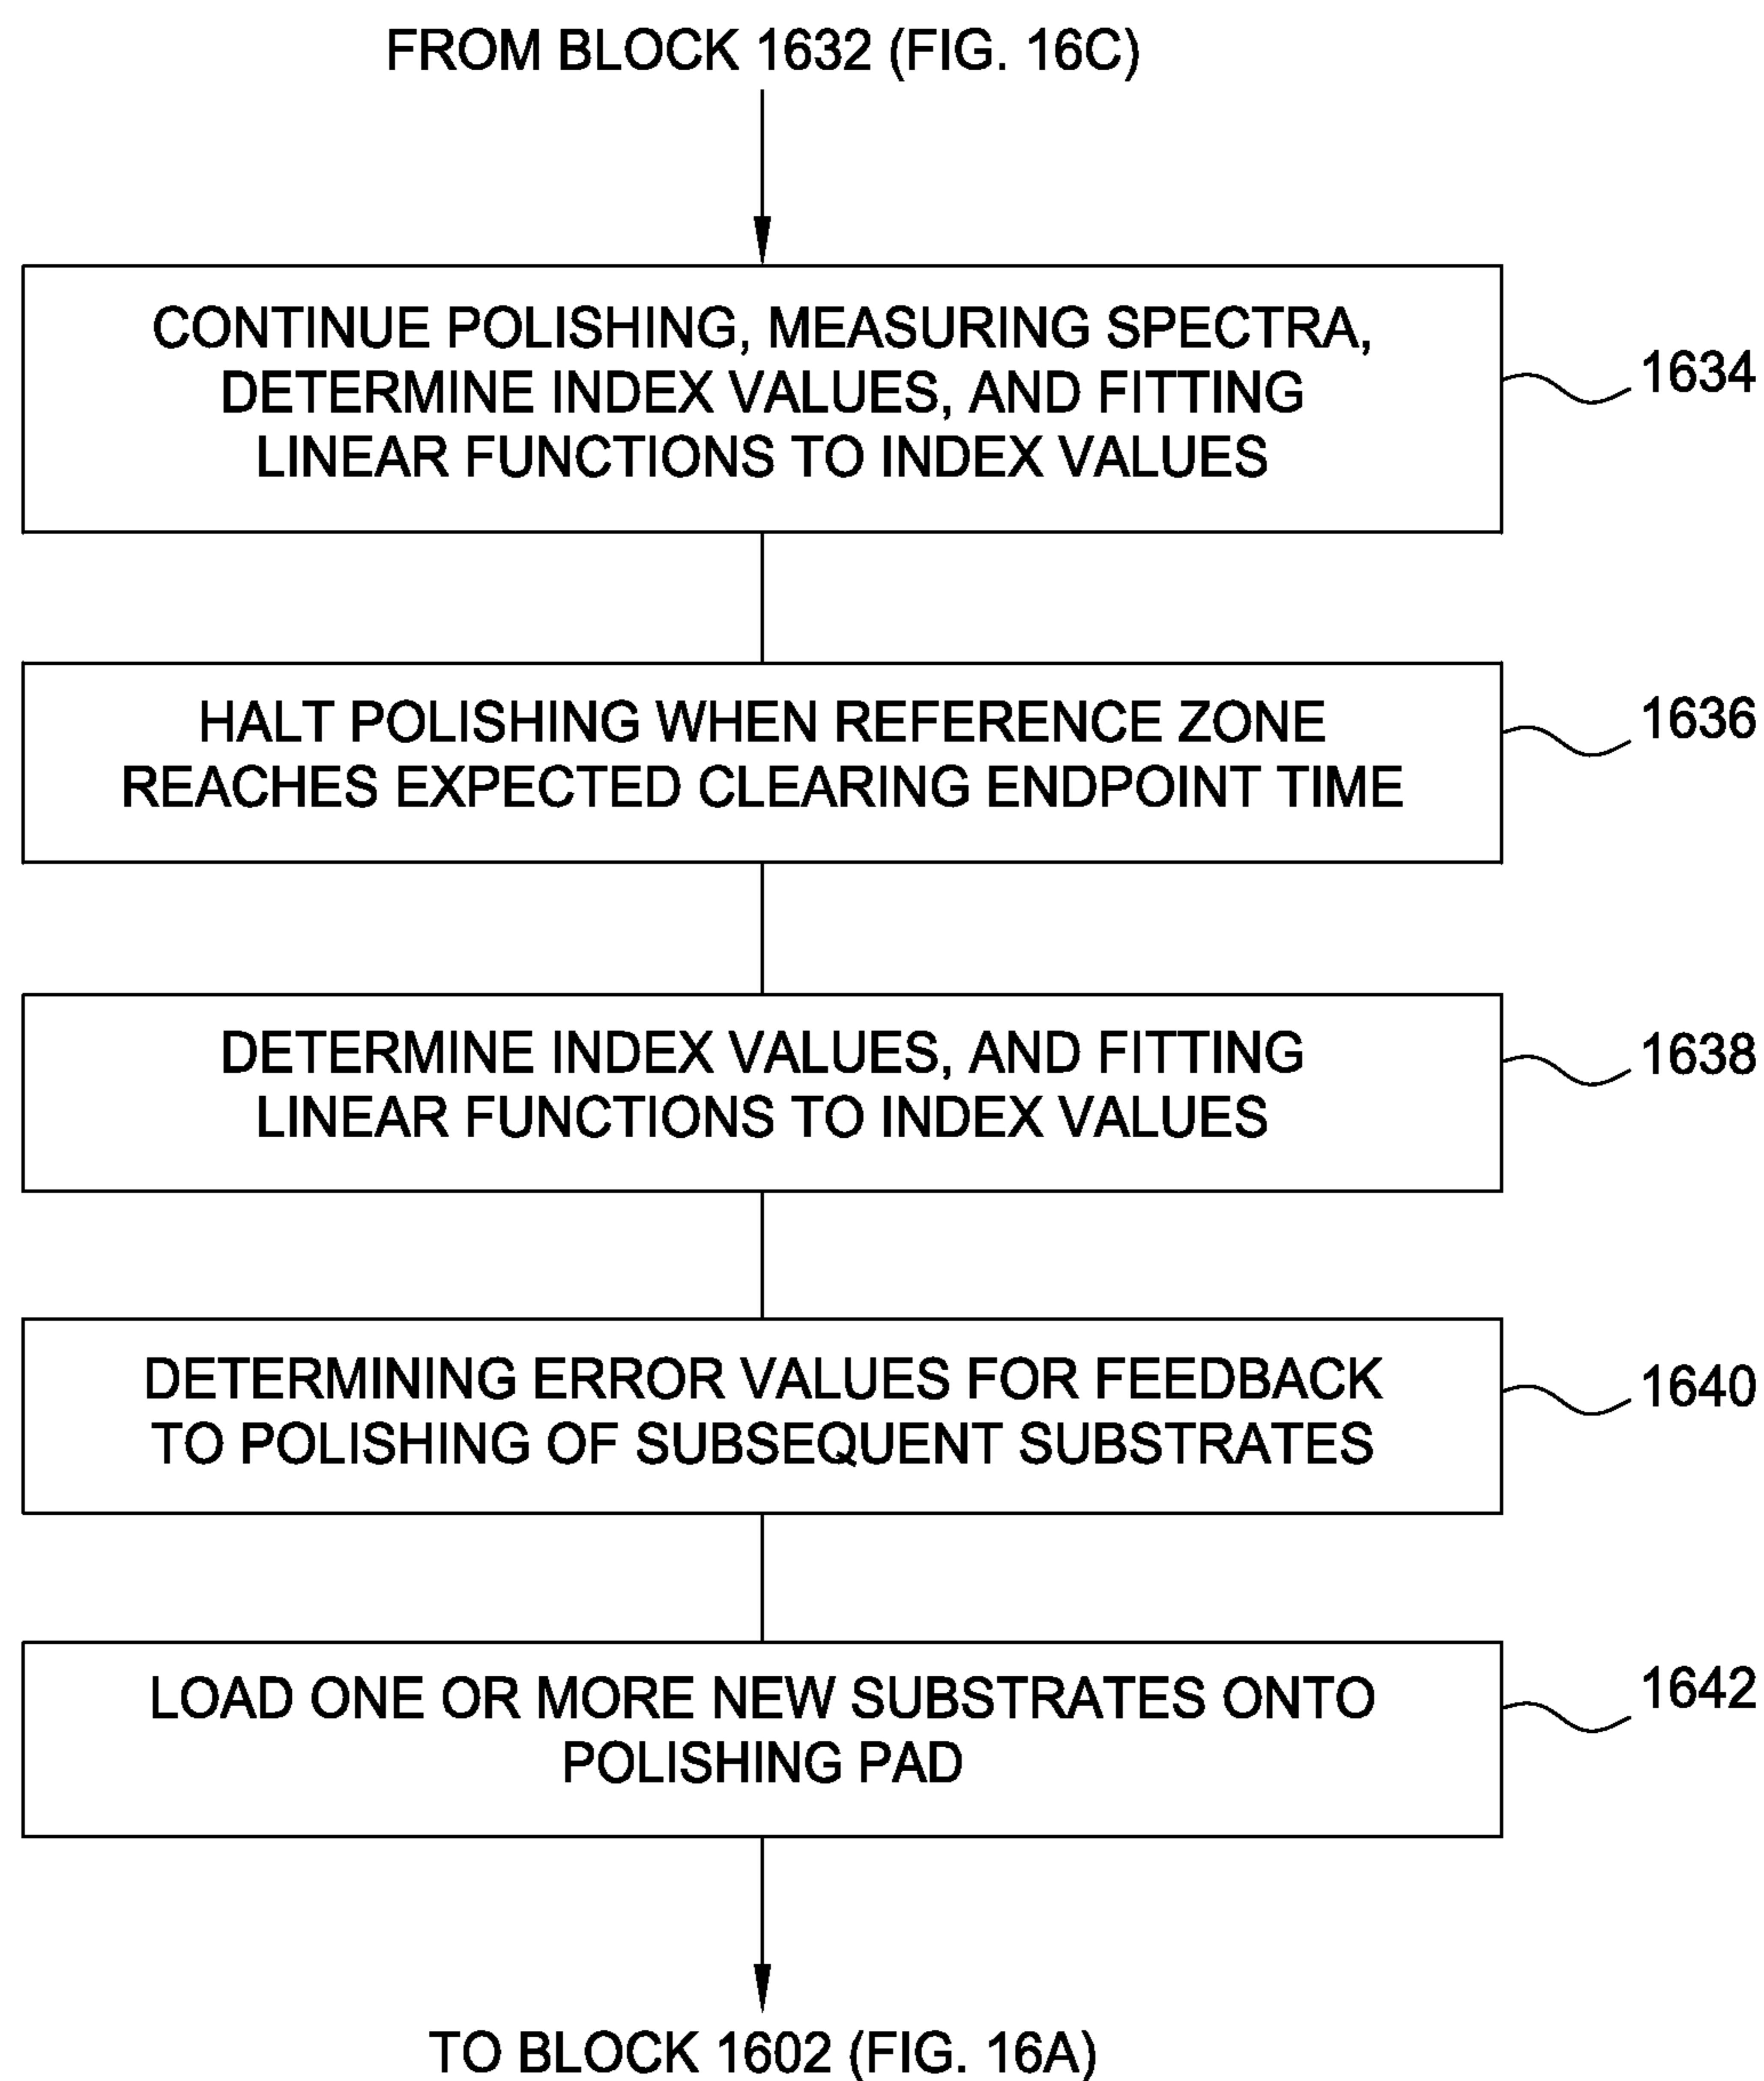 FROM BLOCK 1632 (FIG. 16C)
CONTINUE POLISHING, MEASURING SPECTRA,
DETERMINE INDEX VALUES, AND FITTING
LINEAR FUNCTIONS TO INDEX VALUES
1634
HALT POLISHING WHEN REFERENCE ZONE
REACHES EXPECTED CLEARING ENDPOINT TIME
1636
DETERMINE INDEX VALUES, AND FITTING
LINEAR FUNCTIONS TO INDEX VALUES
1638
DETERMINING ERROR VALUES FOR FEEDBACK
TO POLISHING OF SUBSEQUENT SUBSTRATES
1640
LOAD ONE OR MORE NEW SUBSTRATES ONTO
POLISHING PAD
1642
TO BLOCK 1602 (FIG. 16A)